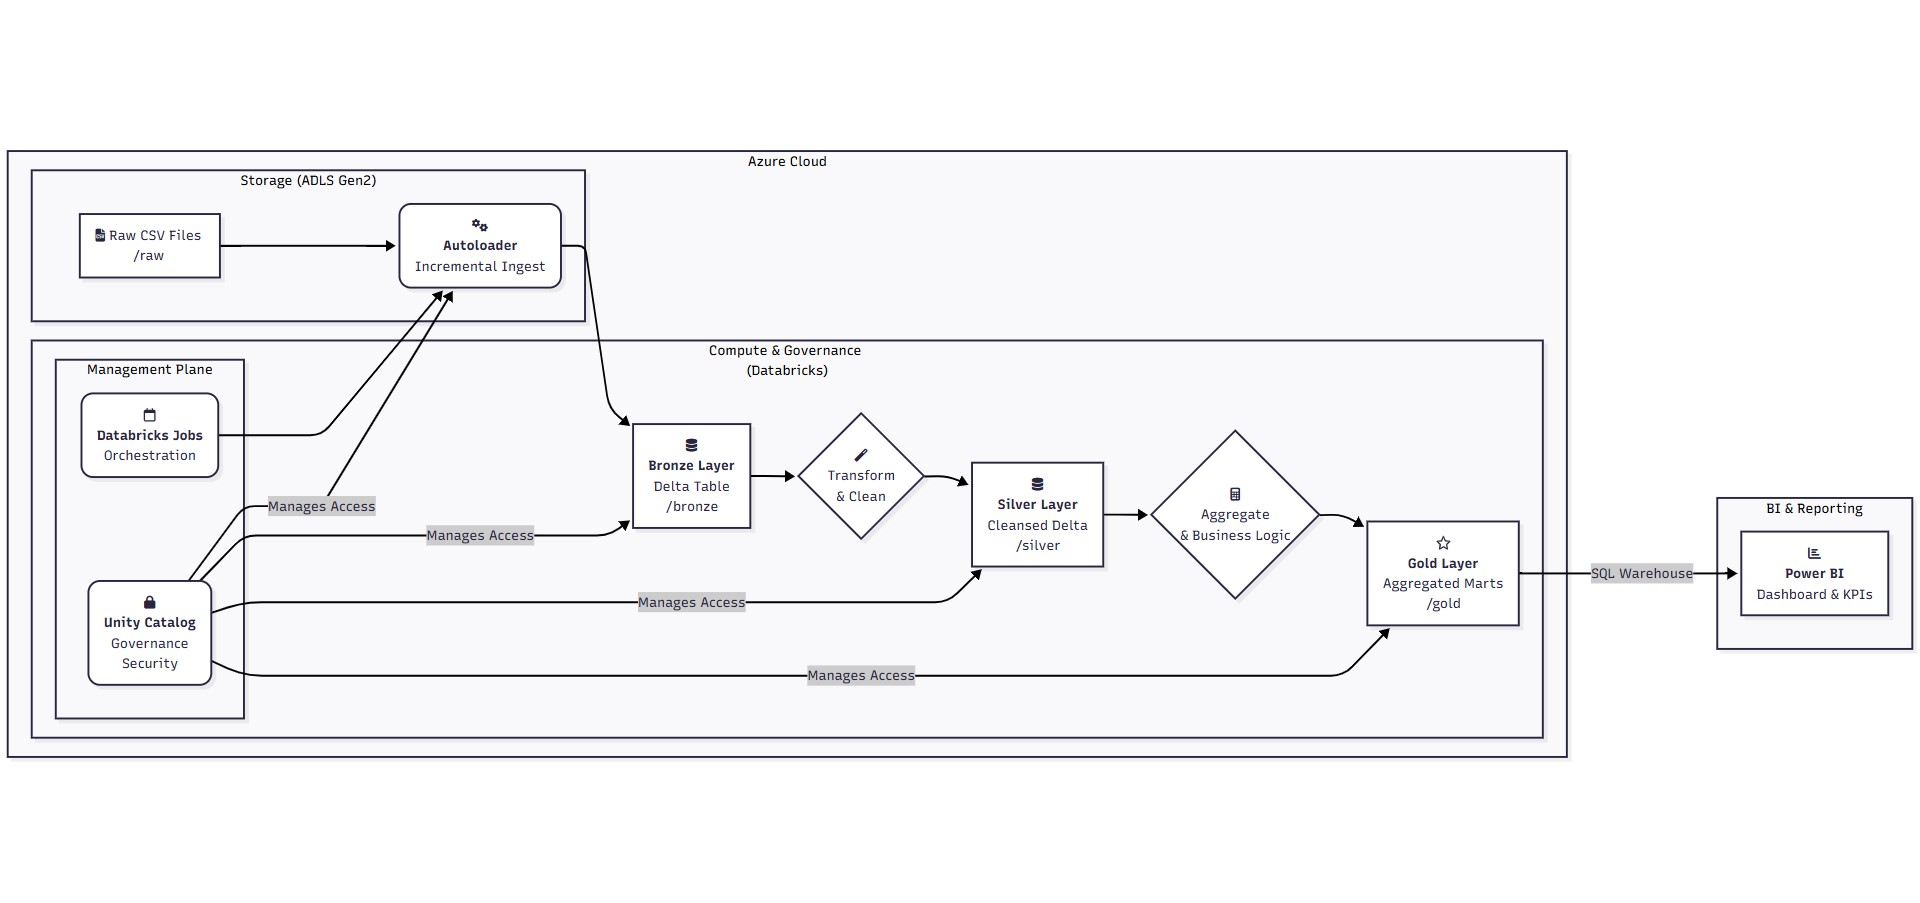 Azure Cloud
Storage (ADLS Gen2)
Raw CSV Files
/raw
Autoloader
Incremental Ingest
Compute & Governance
(Databricks)
Management Plane
Databricks Jobs
Orchestration
Manages Access
Manages Access
Unity Catalog
Governance
Security
Manages Access
Manages Access
Bronze Layer
Delta Table
/bronze
Transform
& Clean
Silver Layer
Cleansed Delta
/silver
Aggregate
& Business Logic
Gold Layer
Aggregated Marts
/gold
SQL Warehouse
BI & Reporting
Power BI
Dashboard & KPIs